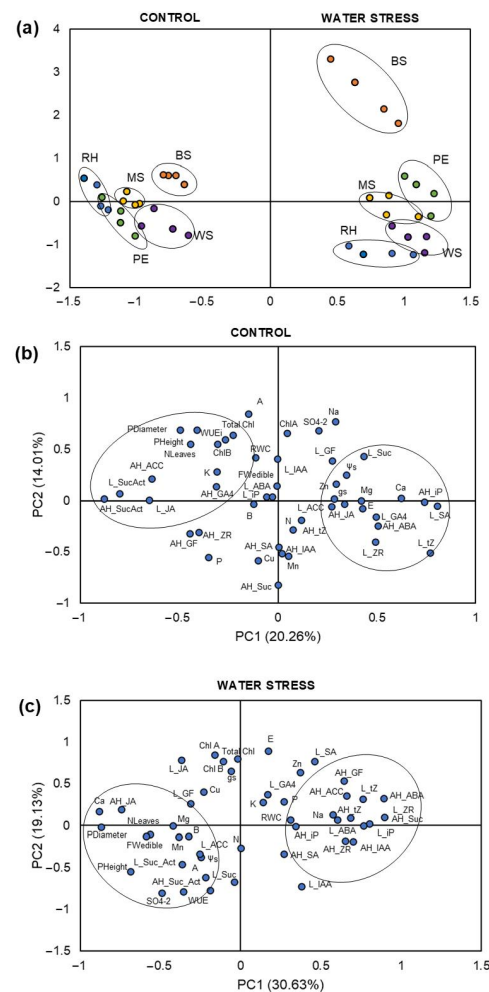 (a)
CONTROL
WATER STRESS
4
3
2
1
0
−1
−2
BS
RH
MS
BS
PE
WS
MS
PE
RH
WS
−1.5
−1
−0.5
0
0.5
1
1.5
CONTROL
(b)
1.5
1
0.5
0
−0.5
−1
PC2 (14.01%)
A
Na
PDiameter
Total Chl
ChlA
SO4-2
WUEi
PHeight
ChlB
NLeaves
RWC
L_GF
L_Suc
AH_ACC
L_IAA
Ψs
K
FWedible
Zn
L_SucAct
L_ABA
gs
Mg
Ca
AH_iP
AH_GA4
L_iP
AH_SucAct
L_JA
AH_JA
E
L_SA
B
L_ACC
L_GA4
N
AH_tZ
AH_ABA
AH_ZR
AH_GF
AH_SA
AH_IAA
L_ZR
L_tZ
P
Cu
Mn
AH_Suc
−1
−0.5
0
0.5
1
PC1 (20.26%)
WATER STRESS
(c)
1.5
1
0.5
0
−0.5
−1
−1.5
PC2 (19.13%)
E
Chl A
Total Chl
L_SA
L_JA
Chl B
gs
Zn
AH_GF
Cu
L_GA4
AH_ACC
L_tZ
Ca
AH_JA
L_GF
K
P
AH_ABA
NLeaves
Mg
RWC
Na
AH_tZ
L_ZR
PDiameter
B
AH_Suc
FWedible
Mn
AH_iP
L_ABA
L_iP
L_ACC
N
AH_ZR
AH_IAA
L_Suc_Act
Ψs
AH_SA
PHeight
A
L_Suc
L_IAA
AH_Suc_Act
SO4-2
WUE
−1
−0.5
0
0.5
1
1.5
PC1 (30.63%)